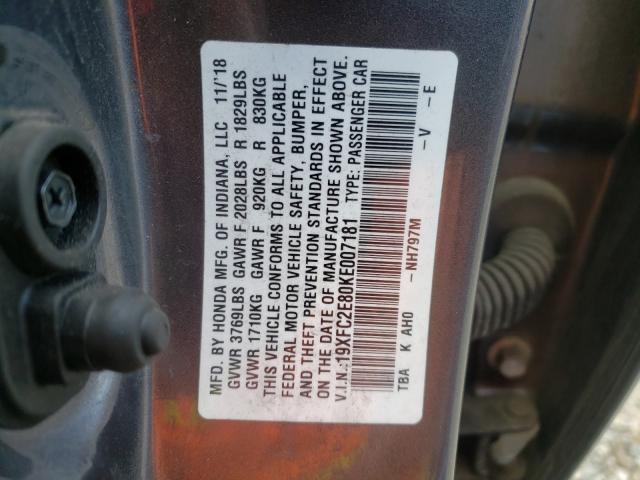 MFD. BY HONDA MFG. OF INDIANA, LLC 11/'18
GVWR 3769LBS GAWR F 2028LBS R 1829LBS
GVWR 1710KG GAWR F 920KG R 830KG
THIS VEHICLE CONFORMS TO ALL APPLICABLE
FEDERAL MOTOR VEHICLE SAFETY, BUMPER,
AND THEFT PREVENTION STANDARDS IN EFFECT
ON THE DATE OF MANUFACTURE SHOWN ABOVE.
V.I.N.:19XFC2E80KE007181 TYPE: PASSENGER CAR
TBA K AH0 -NH797M -V -E